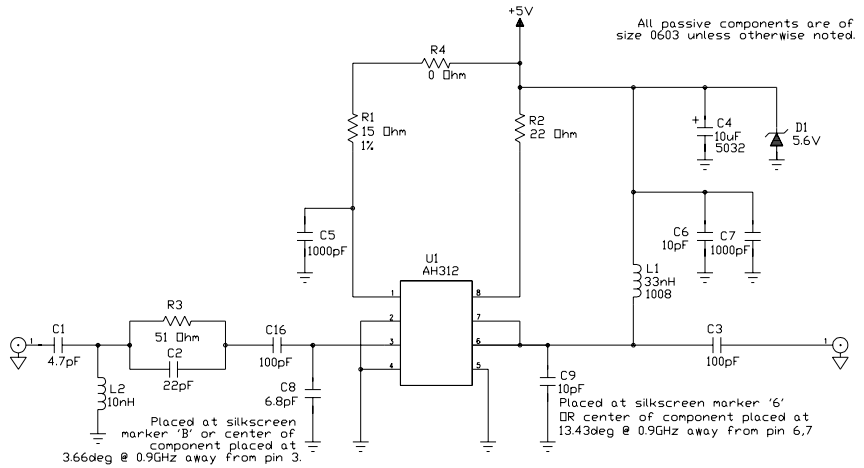 +5V
All passive components are of
size 0603 unless otherwise noted.
R4
0 Ohm
R1
15 Ohm
1%
R2
22 Ohm
+
C4
10uF
5032
D1
5.6V
C5
1000pF
C6
10pF
C7
1000pF
U1
AH312
L1
33nH
1008
1
8
2
7
3
6
4
5
R3
51 Ohm
C2
22pF
C1
4.7pF
1
C16
100pF
C3
100pF
1
L2
10nH
C8
6.8pF
C9
10pF
Placed at silkscreen
marker 'B' or center of
component placed at
3.66deg @ 0.9GHz away from pin 3.
Placed at silkscreen marker '6'
OR center of component placed at
13.43deg @ 0.9GHz away from pin 6,7